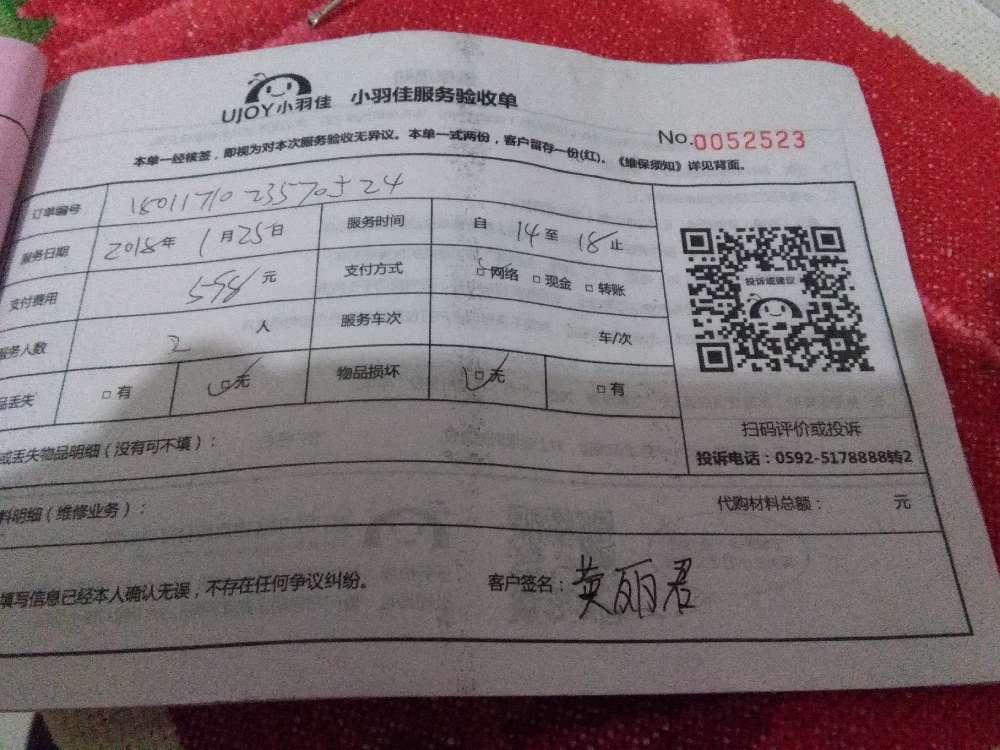 UJOY小羽佳 小羽佳服务验收单
No.0052523
本单一经候签，即视为对本次服务验收无异议。本单一式两份，客户留存一份(红)。《维保须知》详见背面。
订单编号
服务日期 2018年 1月25日 服务时间 自 14 至 18 止
支付费用 598元 支付方式 □网络 □现金 □转账
服务人数 2 人 服务车次 车/次
品丢失 □有 □无 物品损坏 □无 □有
投诉或建议
扫码评价或投诉
投诉电话：0592-5178888转2
或丢失物品明细（没有可不填）：
料明细（维修业务）： 代购材料总额： 元
填写信息已经本人确认无误，不存在任何争议纠纷。 客户签名：黄丽君